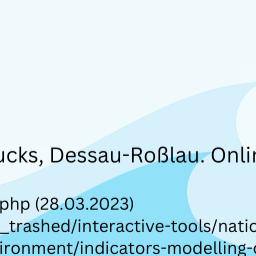 ucks, Dessau-Roßlau. Onlin
php (28.03.2023)
_trashed/interactive-tools/natio
ironment/indicators-modelling-